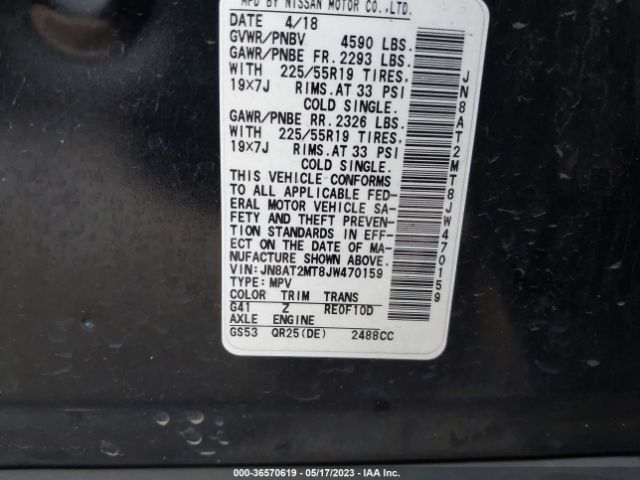 MFD BY NISSAN MOTOR CO.,LTD.
DATE 4/18
GVWR/PNBV 4590 LBS.
GAWR/PNBE FR. 2293 LBS.
WITH 225/55R19 TIRES,
19×7J RIMS.AT 33 PSI
COLD SINGLE.
GAWR/PNBE RR. 2326 LBS.
WITH 225/55R19 TIRES,
19×7J RIMS.AT 33 PSI
COLD SINGLE.
THIS VEHICLE CONFORMS
TO ALL APPLICABLE FED-
ERAL MOTOR VEHICLE SA-
FETY AND THEFT PREVEN-
TION STANDARDS IN EFF-
ECT ON THE DATE OF MA-
NUFACTURE SHOWN ABOVE.
VIN:JN8AT2MT8JW470159
TYPE:MPV
COLOR TRIM TRANS
G41 Z RE0F10D
AXLE ENGINE
GS53 QR25(DE) 2488CC
JN8AT2MT8JW470159
000-36570619 - 05/17/2023 - IAA Inc.